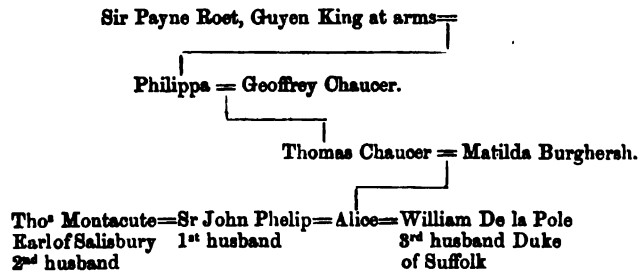 Sir Payne Roet, Guyen King at arms=
Philippa = Geoffrey Chaucer.
Thomas Chaucer = Matilda Burghersh.
Thoˢ Montacute=Sr John Phelip=Alice=William De la Pole
Earl of Salisbury 1ˢᵗ husband 3ʳᵈ husband Duke
2ⁿᵈ husband of Suffolk